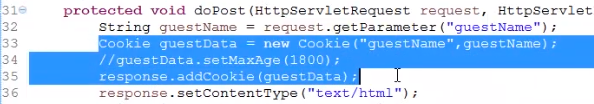 31 protected void doPost(HttpServletRequest request, HttpServlet
32 String guestName = request.getParameter("guestName");
33 Cookie guestData = new Cookie("guestName",guestName);
34 //guestData.setMaxAge(1800);
35 response.addCookie(guestData);
36 response.setContentType("text/html");